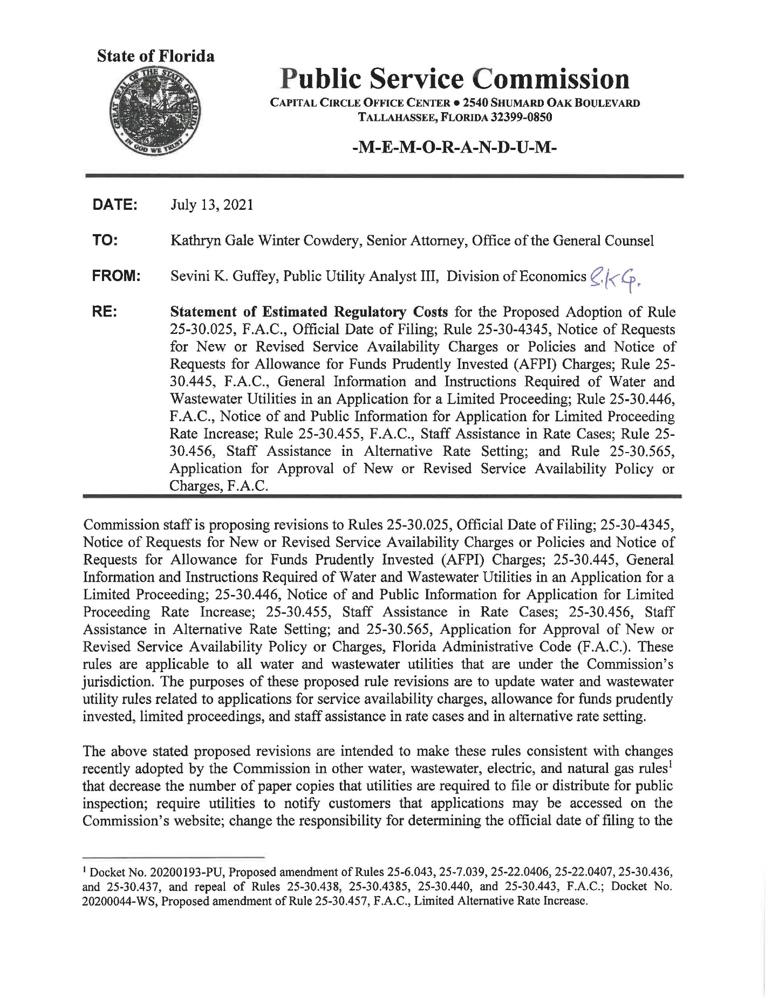 State of Florida
GREAT SEAL OF THE STATE OF FLORIDA
IN GOD WE TRUST
Public Service Commission
CAPITAL CIRCLE OFFICE CENTER ● 2540 SHUMARD OAK BOULEVARD
TALLAHASSEE, FLORIDA 32399-0850
-M-E-M-O-R-A-N-D-U-M-
DATE: July 13, 2021
TO: Kathryn Gale Winter Cowdery, Senior Attorney, Office of the General Counsel
FROM: Sevini K. Guffey, Public Utility Analyst III, Division of Economics S.K.G.
RE: Statement of Estimated Regulatory Costs for the Proposed Adoption of Rule
25-30.025, F.A.C., Official Date of Filing; Rule 25-30-4345, Notice of Requests
for New or Revised Service Availability Charges or Policies and Notice of
Requests for Allowance for Funds Prudently Invested (AFPI) Charges; Rule 25-
30.445, F.A.C., General Information and Instructions Required of Water and
Wastewater Utilities in an Application for a Limited Proceeding; Rule 25-30.446,
F.A.C., Notice of and Public Information for Application for Limited Proceeding
Rate Increase; Rule 25-30.455, F.A.C., Staff Assistance in Rate Cases; Rule 25-
30.456, Staff Assistance in Alternative Rate Setting; and Rule 25-30.565,
Application for Approval of New or Revised Service Availability Policy or
Charges, F.A.C.
Commission staff is proposing revisions to Rules 25-30.025, Official Date of Filing; 25-30-4345,
Notice of Requests for New or Revised Service Availability Charges or Policies and Notice of
Requests for Allowance for Funds Prudently Invested (AFPI) Charges; 25-30.445, General
Information and Instructions Required of Water and Wastewater Utilities in an Application for a
Limited Proceeding; 25-30.446, Notice of and Public Information for Application for Limited
Proceeding Rate Increase; 25-30.455, Staff Assistance in Rate Cases; 25-30.456, Staff
Assistance in Alternative Rate Setting; and 25-30.565, Application for Approval of New or
Revised Service Availability Policy or Charges, Florida Administrative Code (F.A.C.). These
rules are applicable to all water and wastewater utilities that are under the Commission's
jurisdiction. The purposes of these proposed rule revisions are to update water and wastewater
utility rules related to applications for service availability charges, allowance for funds prudently
invested, limited proceedings, and staff assistance in rate cases and in alternative rate setting.
The above stated proposed revisions are intended to make these rules consistent with changes
recently adopted by the Commission in other water, wastewater, electric, and natural gas rules¹
that decrease the number of paper copies that utilities are required to file or distribute for public
inspection; require utilities to notify customers that applications may be accessed on the
Commission's website; change the responsibility for determining the official date of filing to the
¹ Docket No. 20200193-PU, Proposed amendment of Rules 25-6.043, 25-7.039, 25-22.0406, 25-22.0407, 25-30.436,
and 25-30.437, and repeal of Rules 25-30.438, 25-30.4385, 25-30.440, and 25-30.443, F.A.C.; Docket No.
20200044-WS, Proposed amendment of Rule 25-30.457, F.A.C., Limited Alternative Rate Increase.